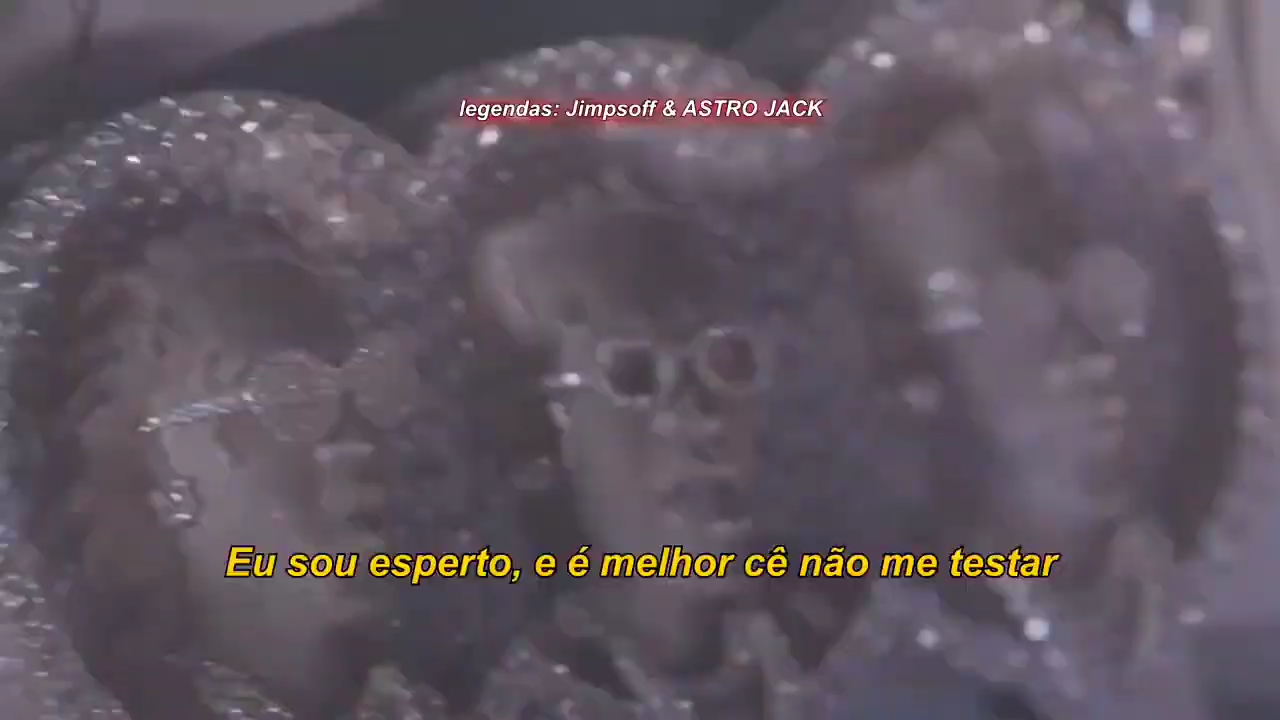 legendas: Jimpsoff & ASTRO JACK
Eu sou esperto, e é melhor cê não me testar